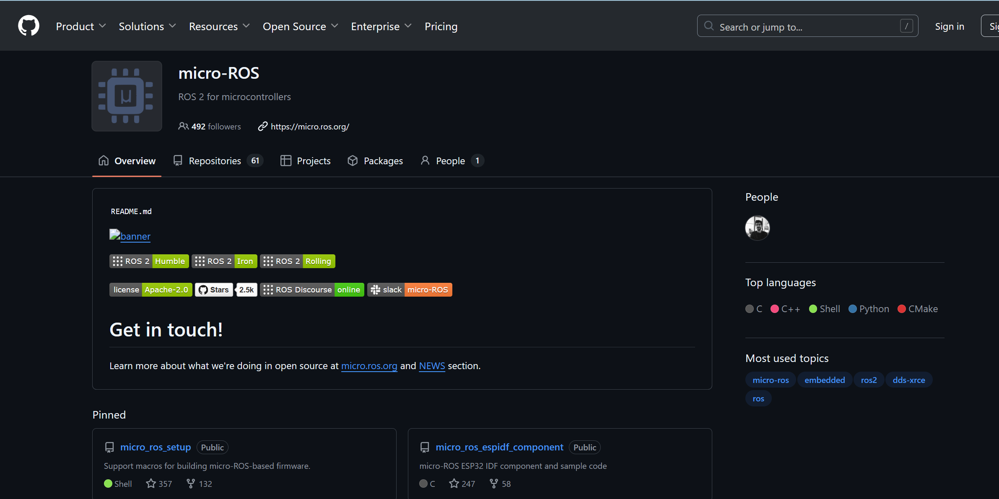 Product Solutions Resources Open Source Enterprise Pricing Search or jump to... / Sign in
micro-ROS
ROS 2 for microcontrollers
492 followers https://micro.ros.org/
Overview Repositories 61 Projects Packages People 1
README.md
banner
ROS 2 Humble ROS 2 Iron ROS 2 Rolling
license Apache-2.0 Stars 2.5k ROS Discourse online slack micro-ROS
Get in touch!
Learn more about what we're doing in open source at micro.ros.org and NEWS section.
Pinned
micro_ros_setup Public
Support macros for building micro-ROS-based firmware.
Shell 357 132
micro_ros_espidf_component Public
micro-ROS ESP32 IDF component and sample code
C 247 58
People
Top languages
C C++ Shell Python CMake
Most used topics
micro-ros embedded ros2 dds-xrce
ros